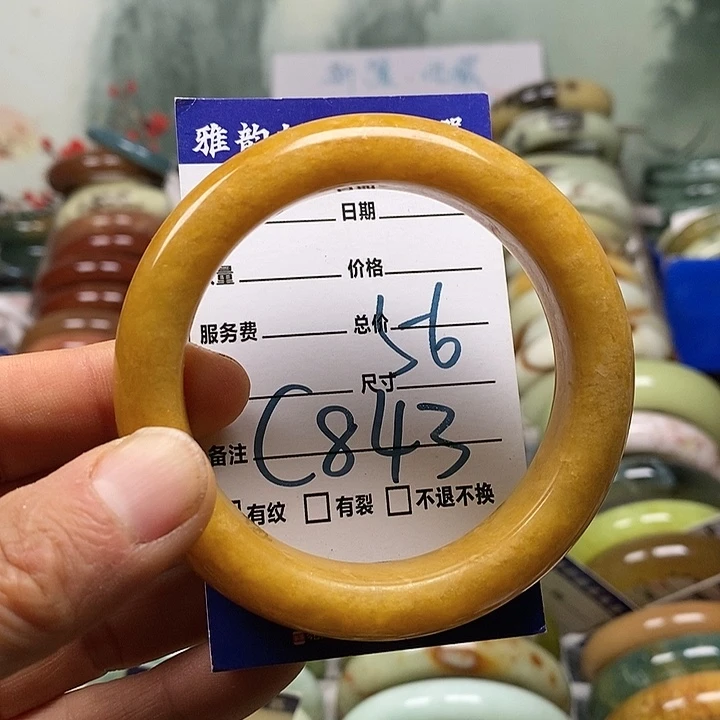 雅韵
日期
量 价格
服务费 总价
56
尺寸
C843
备注
有纹 有裂 不退不换